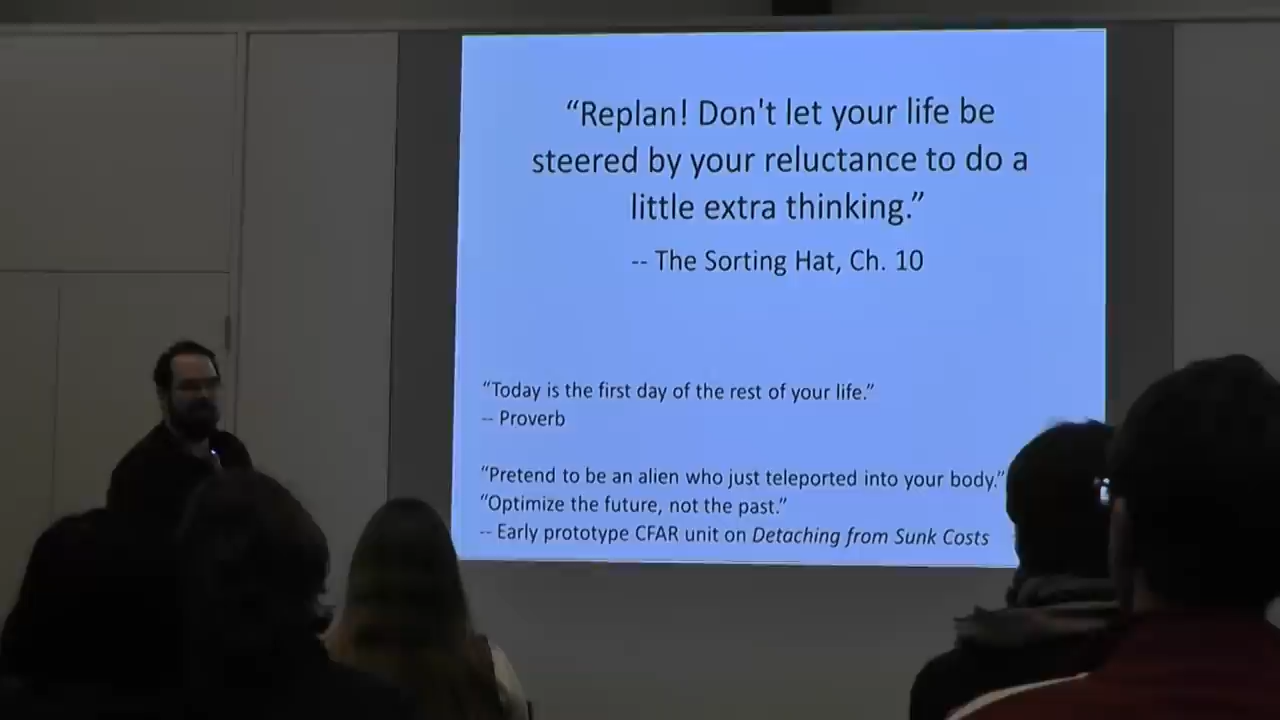 “Replan! Don't let your life be
steered by your reluctance to do a
little extra thinking.”
-- The Sorting Hat, Ch. 10
“Today is the first day of the rest of your life.”
-- Proverb
“Pretend to be an alien who just teleported into your body.”
“Optimize the future, not the past.”
-- Early prototype CFAR unit on Detaching from Sunk Costs